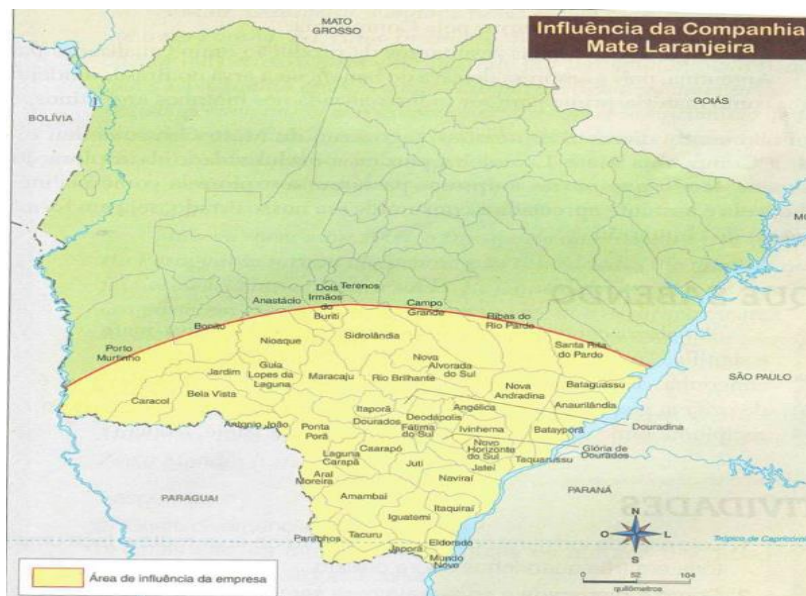 MATO
GROSSO
Influência da Companhia
Mate Laranjeira
GOIÁS
BOLÍVIA
Dois
Irmãos
do
Buriti
Terenos
Anastácio
Campo
Grande
Ribas do
Rio Pardo
Bonito
Sidrolândia
Nioaque
Porto
Murtinho
Santa Rita
do Pardo
Nova
Alvorada
do Sul
Jardim
Guia
Lopes da
Laguna
Maracaju
Rio Brilhante
Nova
Andradina
Bataguassu
SÃO PAULO
Caracol
Bela Vista
Anaurilândia
Itaporã
Angélica
Antonio João
Ponta
Porã
Dourados
Deodápolis
Fátima
do Sul
Ivinhema
Batayporã
Douradina
Glória de
Dourados
Novo
Horizonte
do Sul
Laguna
Carapã
Caarapó
Juti
Jateí
Taquarussu
Aral
Moreira
Naviraí
PARANÁ
PARAGUAI
Amambai
Itaquiraí
Iguatemi
Paranhos
Tacuru
Eldorado
Japorã
Mundo
Novo
N
O
L
S
Trópico de Capricórnio
0 52 104
quilômetros
Área de influência da empresa